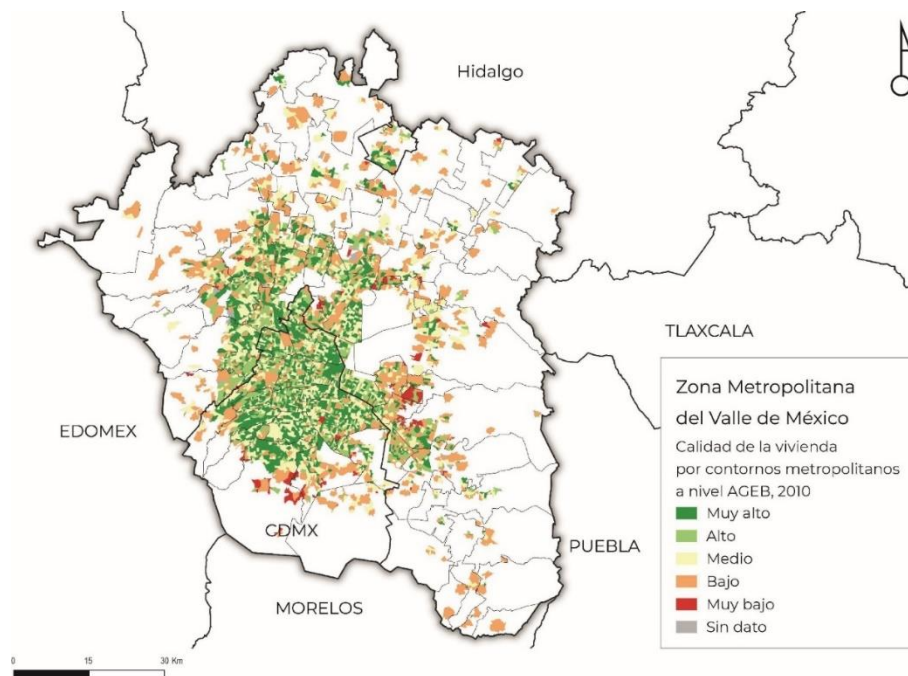 Hidalgo
TLAXCALA
EDOMEX
CDMX
PUEBLA
MORELOS
Zona Metropolitana
del Valle de México
Calidad de la vivienda
por contornos metropolitanos
a nivel AGEB, 2010
Muy alto
Alto
Medio
Bajo
Muy bajo
Sin dato
0 15 30 Km